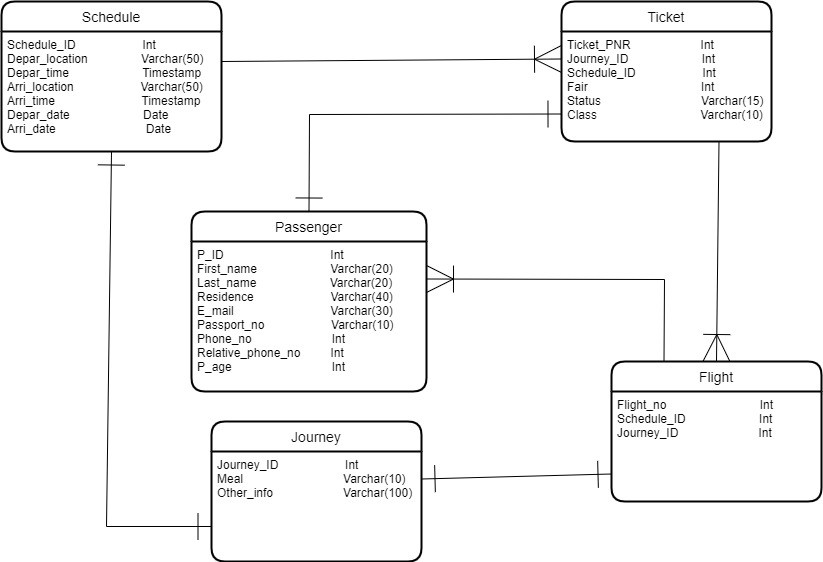 Schedule
Schedule_ID Int
Depar_location Varchar(50)
Depar_time Timestamp
Arri_location Varchar(50)
Arri_time Timestamp
Depar_date Date
Arri_date Date
Ticket
Ticket_PNR Int
Journey_ID Int
Schedule_ID Int
Fair Int
Status Varchar(15)
Class Varchar(10)
Passenger
P_ID Int
First_name Varchar(20)
Last_name Varchar(20)
Residence Varchar(40)
E_mail Varchar(30)
Passport_no Varchar(10)
Phone_no Int
Relative_phone_no Int
P_age Int
Flight
Flight_no Int
Schedule_ID Int
Journey_ID Int
Journey
Journey_ID Int
Meal Varchar(10)
Other_info Varchar(100)